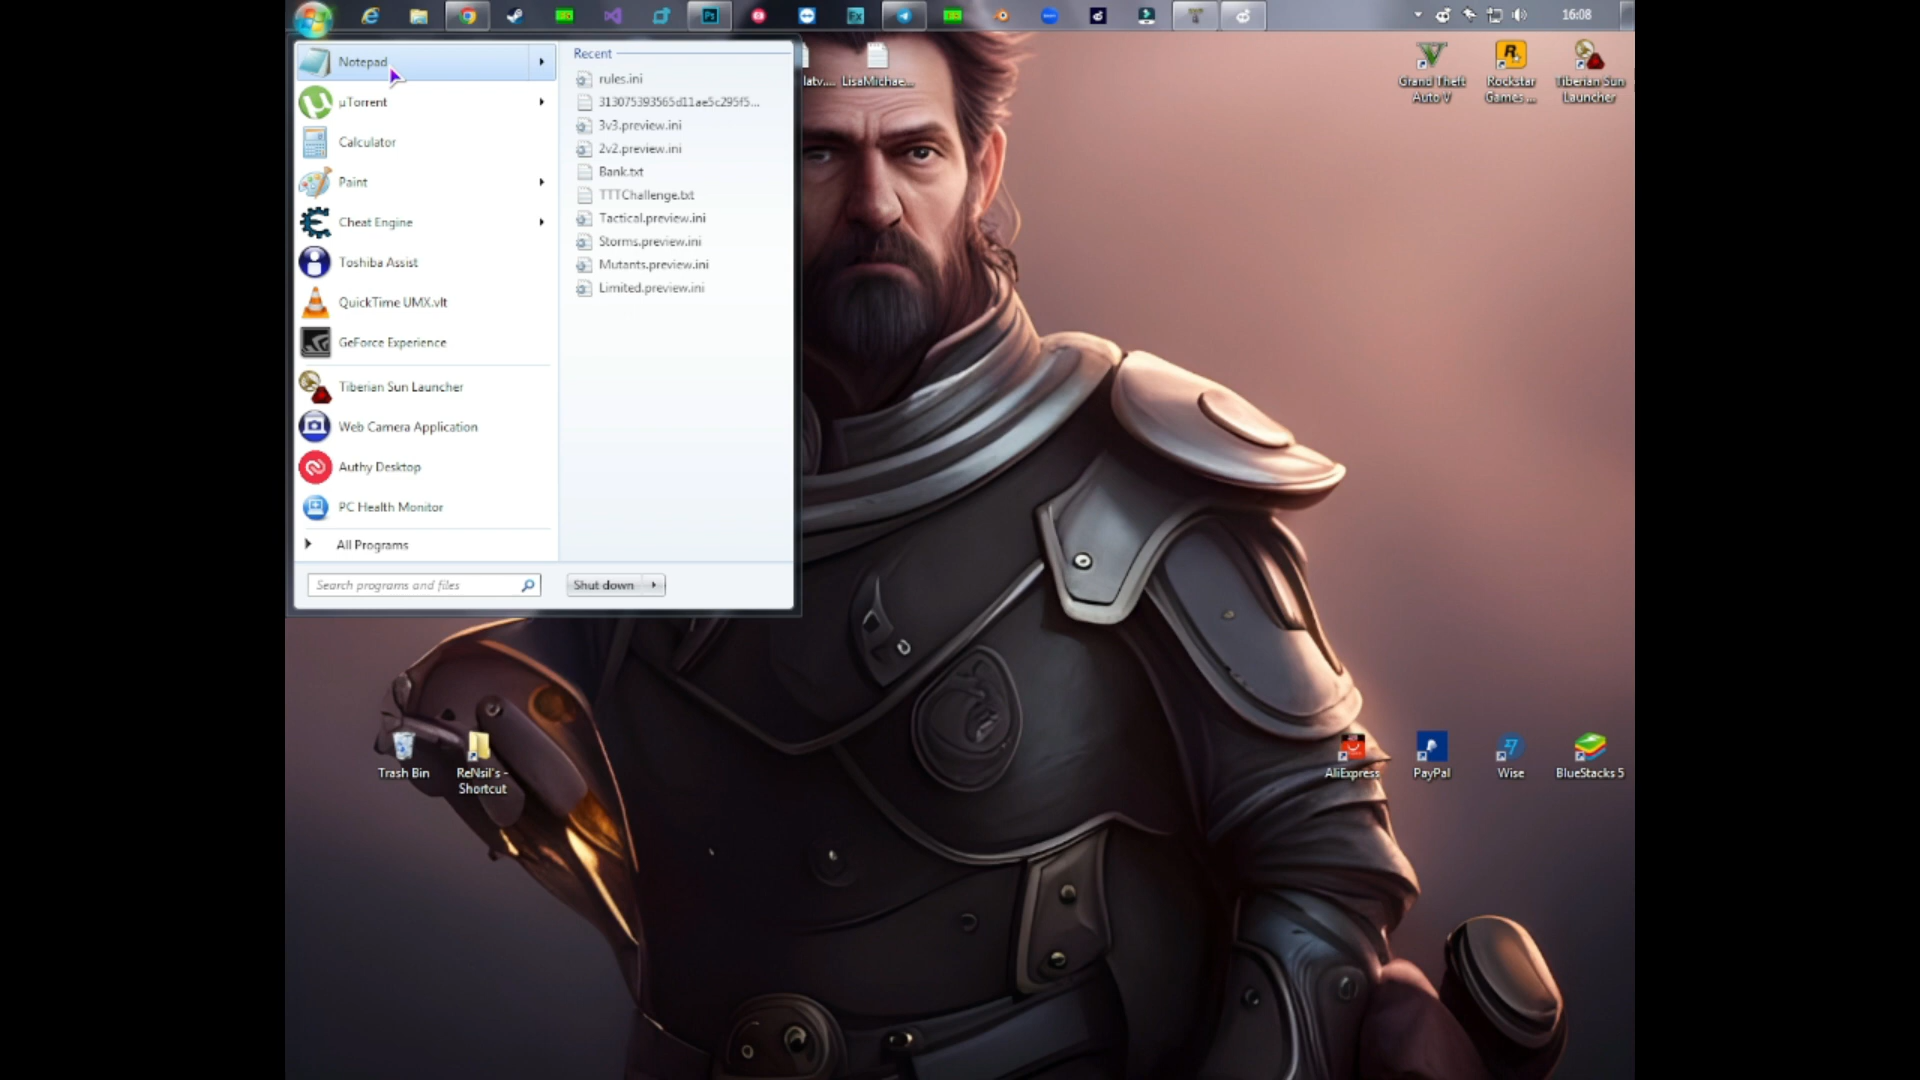 16:08
Notepad
µTorrent
Calculator
Paint
Cheat Engine
Toshiba Assist
QuickTime UMX.vlt
GeForce Experience
Tiberian Sun Launcher
Web Camera Application
Authy Desktop
PC Health Monitor
All Programs
Search programs and files
Shut down
Recent
rules.ini
313075393565d11ae5c295f5...
3v3.preview.ini
2v2.preview.ini
Bank.txt
TTTChallenge.txt
Tactical.preview.ini
Storms.preview.ini
Mutants.preview.ini
Limited.preview.ini
latv....
LisaMichae...
Grand Theft
Auto V
Rockstar
Games ...
Tiberian Sun
Launcher
Trash Bin
ReNsil's -
Shortcut
AliExpress
PayPal
Wise
BlueStacks 5